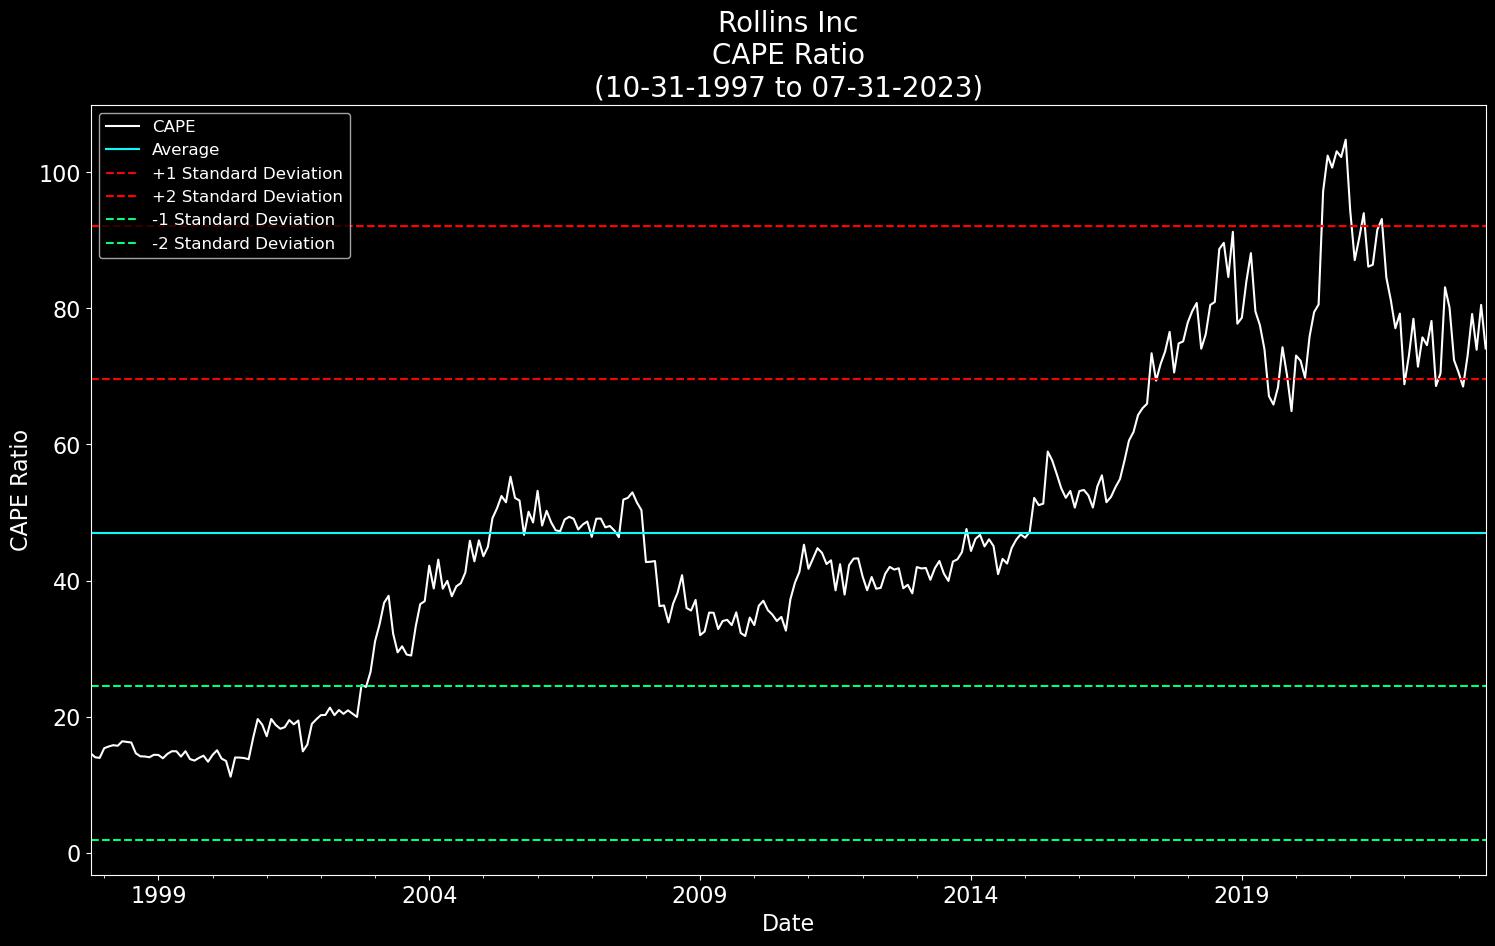 Rollins Inc
CAPE Ratio
(10-31-1997 to 07-31-2023)
CAPE
Average
+1 Standard Deviation
+2 Standard Deviation
-1 Standard Deviation
-2 Standard Deviation
CAPE Ratio
100
80
60
40
20
0
1999
2004
2009
2014
2019
Date